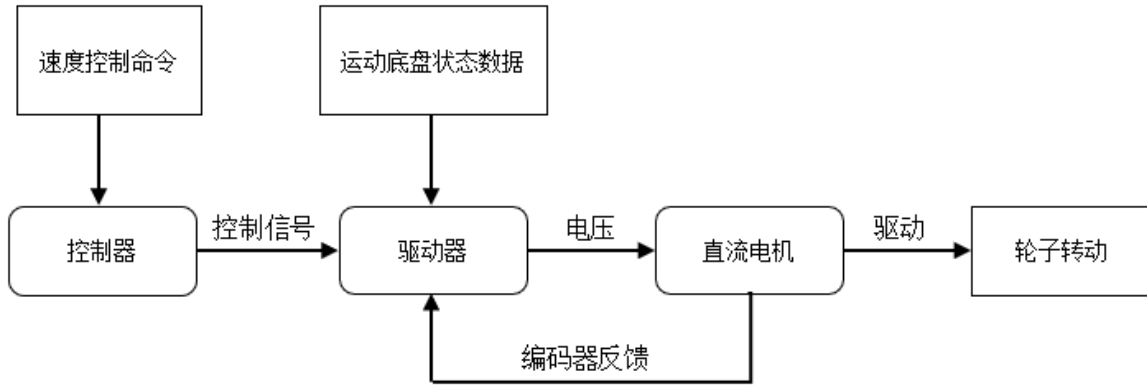 速度控制命令
运动底盘状态数据
控制器
控制信号
驱动器
电压
直流电机
驱动
轮子转动
编码器反馈